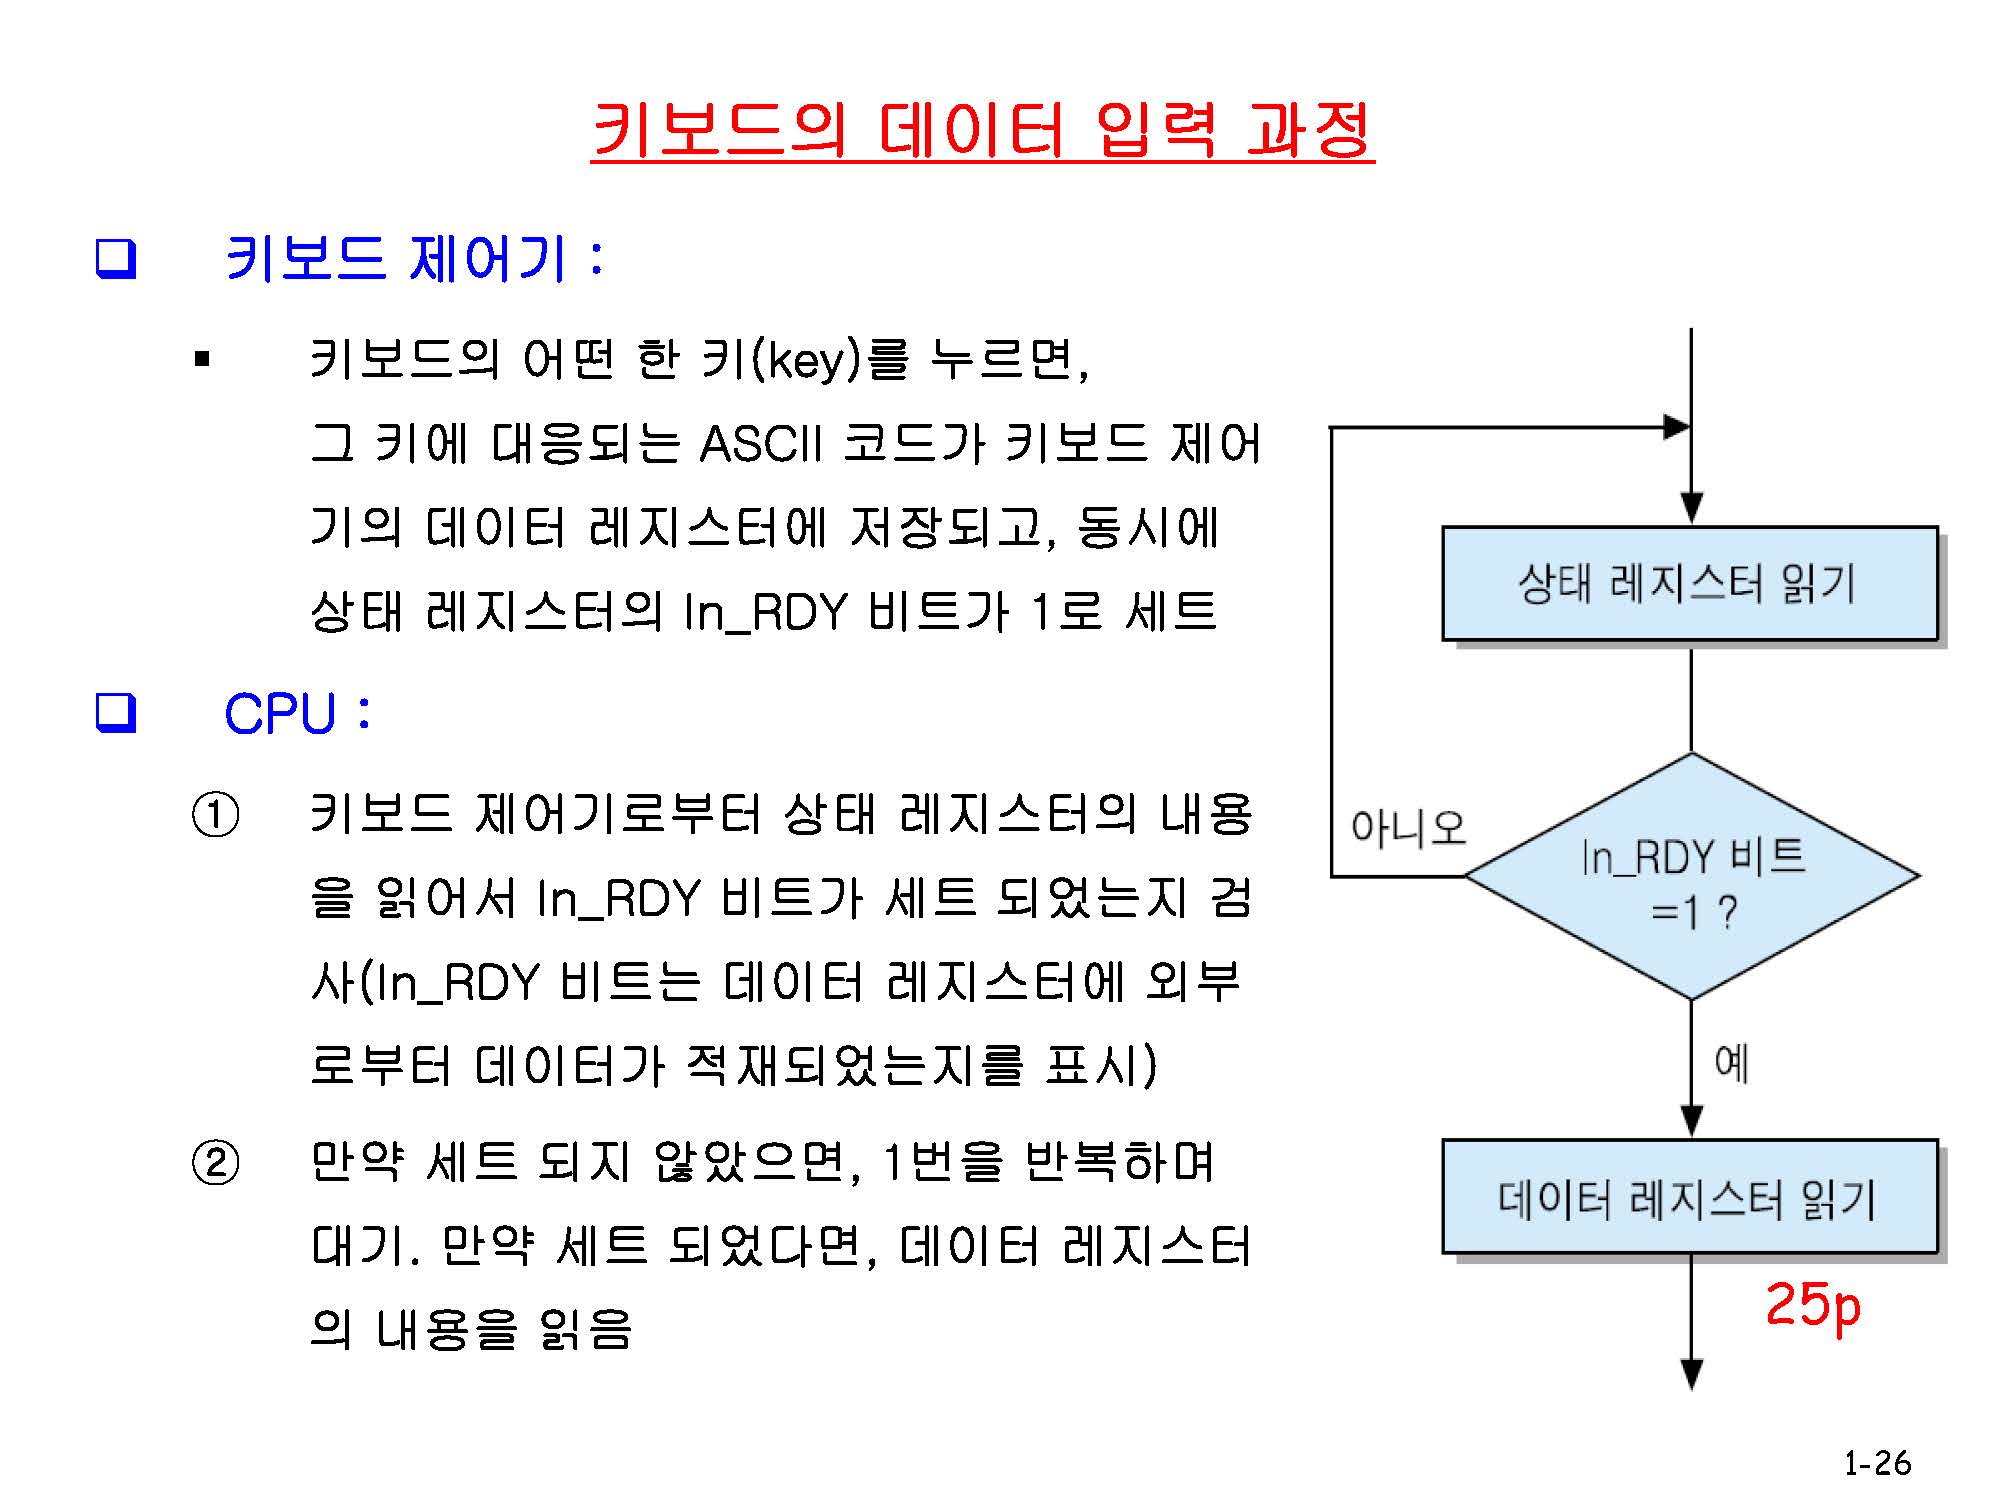 키보드의 데이터 입력 과정
❑ 키보드 제어기 :
▪ 키보드의 어떤 한 키(key)를 누르면,
그 키에 대응되는 ASCII 코드가 키보드 제어
기의 데이터 레지스터에 저장되고, 동시에
상태 레지스터의 In_RDY 비트가 1로 세트
❑ CPU :
① 키보드 제어기로부터 상태 레지스터의 내용
을 읽어서 In_RDY 비트가 세트 되었는지 검
사(In_RDY 비트는 데이터 레지스터에 외부
로부터 데이터가 적재되었는지를 표시)
② 만약 세트 되지 않았으면, 1번을 반복하며
대기. 만약 세트 되었다면, 데이터 레지스터
의 내용을 읽음
상태 레지스터 읽기
아니오
In_RDY 비트
=1 ?
예
데이터 레지스터 읽기
25p
1-26